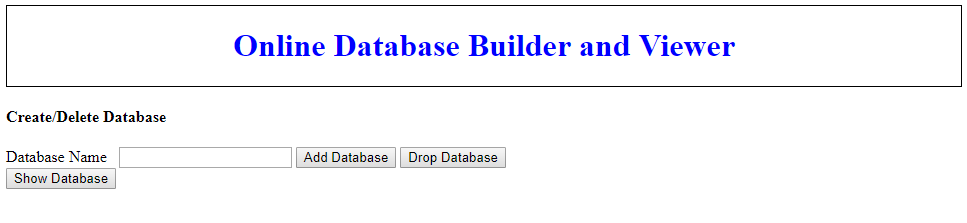 Online Database Builder and Viewer
Create/Delete Database
Database Name Add Database Drop Database
Show Database